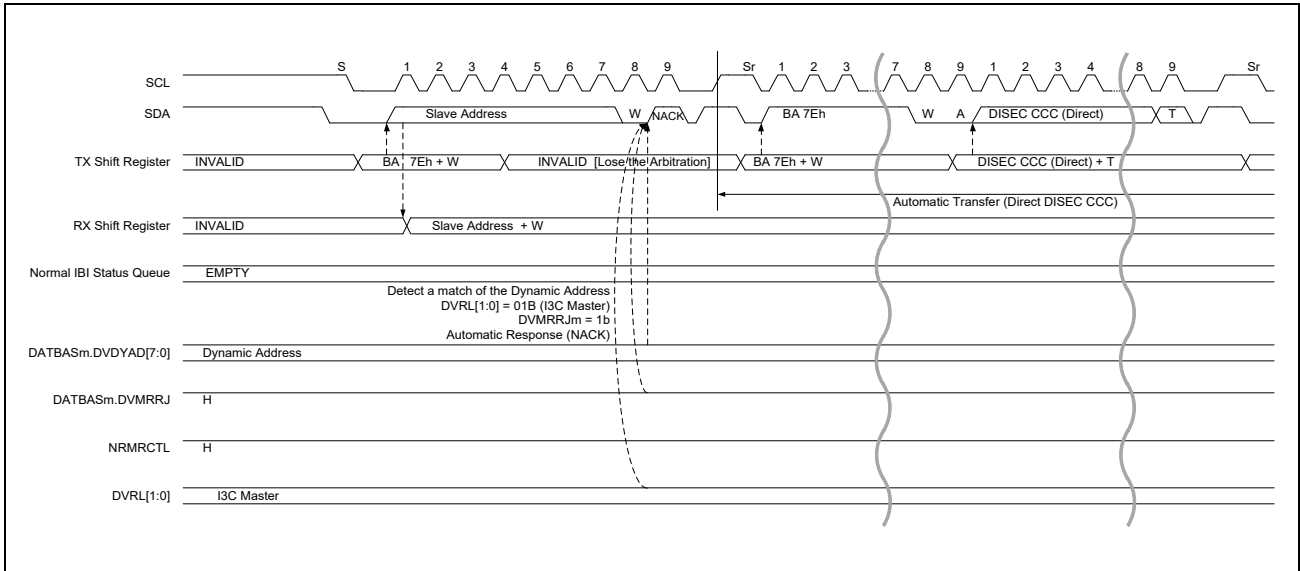 S 1 2 3 4 5 6 7 8 9 Sr 1 2 3 7 8 9 1 2 3 4 8 9 Sr
SCL
SDA Slave Address W NACK BA 7Eh W A DISEC CCC (Direct) T
TX Shift Register INVALID BA 7Eh + W INVALID [Lose the Arbitration] BA 7Eh + W DISEC CCC (Direct) + T
Automatic Transfer (Direct DISEC CCC)
RX Shift Register INVALID Slave Address + W
Normal IBI Status Queue EMPTY
Detect a match of the Dynamic Address
DVRL[1:0] = 01B (I3C Master)
DVMRRJm = 1b
Automatic Response (NACK)
DATBASm.DVDYAD[7:0] Dynamic Address
DATBASm.DVMRRJ H
NRMRCTL H
DVRL[1:0] I3C Master